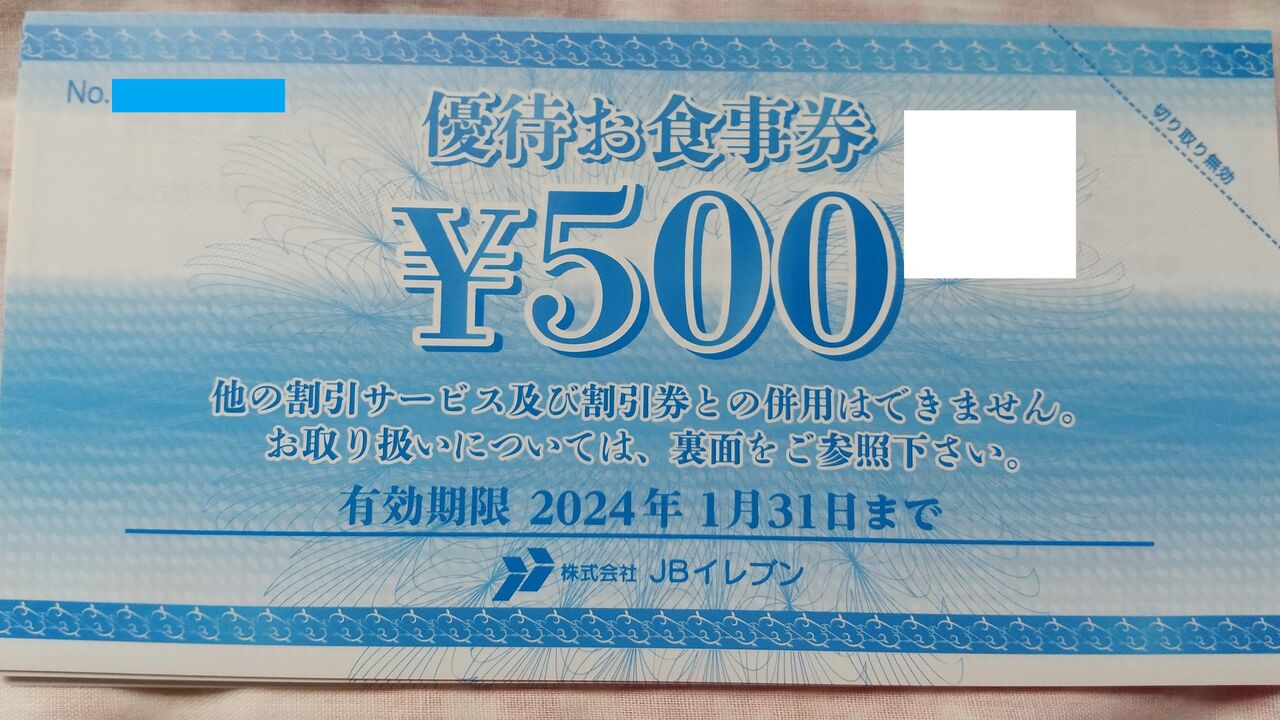 No.
優待お食事券
切り取り無効
¥500
他の割引サービス及び割引券との併用はできません。
お取り扱いについては、裏面をご参照下さい。
有効期限 2024年 1月31日まで
株式会社 JBイレブン